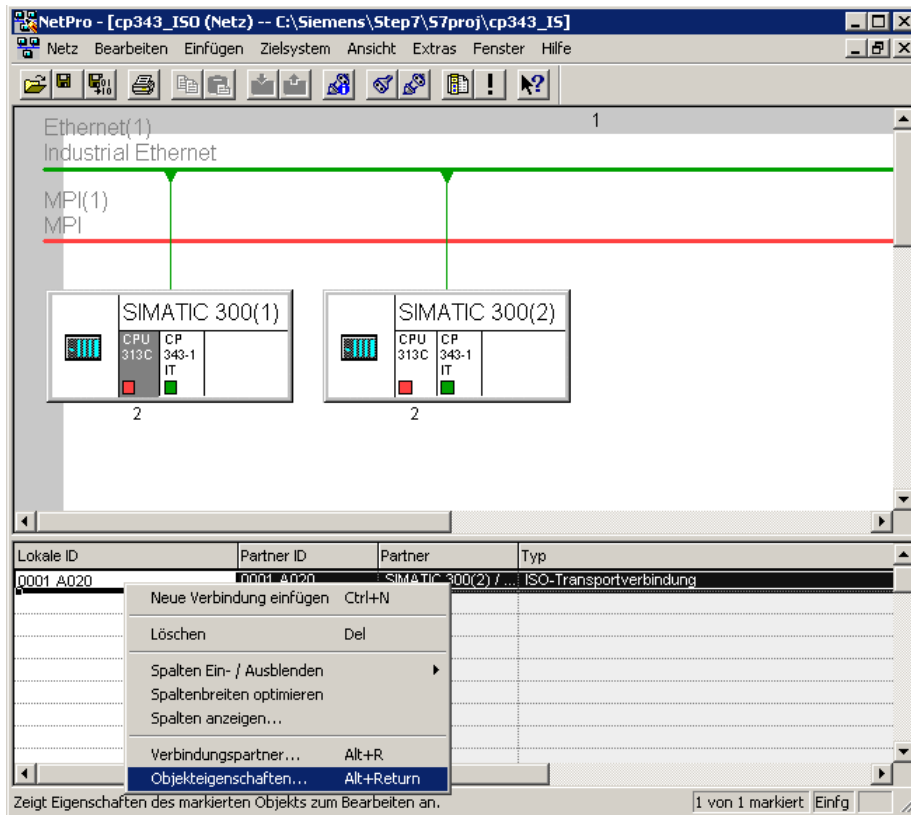 NetPro - [cp343_ISO (Netz) -- C:\Siemens\Step7\S7proj\cp343_IS]
Netz Bearbeiten Einfügen Zielsystem Ansicht Extras Fenster Hilfe
1
Ethernet(1)
Industrial Ethernet
MPI(1)
MPI
SIMATIC 300(1)
CPU 313C
CP 343-1 IT
2
SIMATIC 300(2)
CPU 313C
CP 343-1 IT
2
Lokale ID Partner ID Partner Typ
0001 A020 0001 A020 SIMATIC 300(2) / ... ISO-Transportverbindung
Neue Verbindung einfügen Ctrl+N
Löschen Del
Spalten Ein- / Ausblenden
Spaltenbreiten optimieren
Spalten anzeigen...
Verbindungspartner... Alt+R
Objekteigenschaften... Alt+Return
Zeigt Eigenschaften des markierten Objekts zum Bearbeiten an. 1 von 1 markiert Einfg